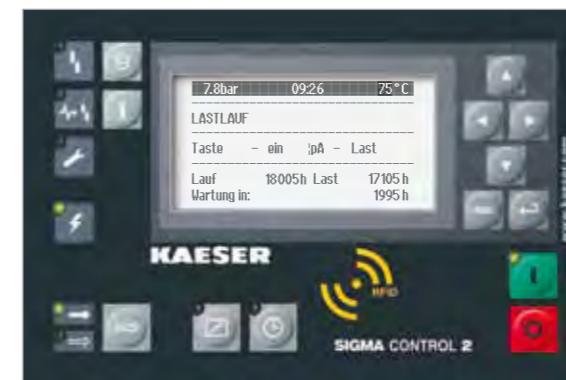 7.8bar 09:26 75°C
LASTLAUF
Taste – ein ¦pA – Last
Lauf 18005h Last 17105h
Wartung in: 1995h
KAESER
RFID
SIGMA CONTROL 2